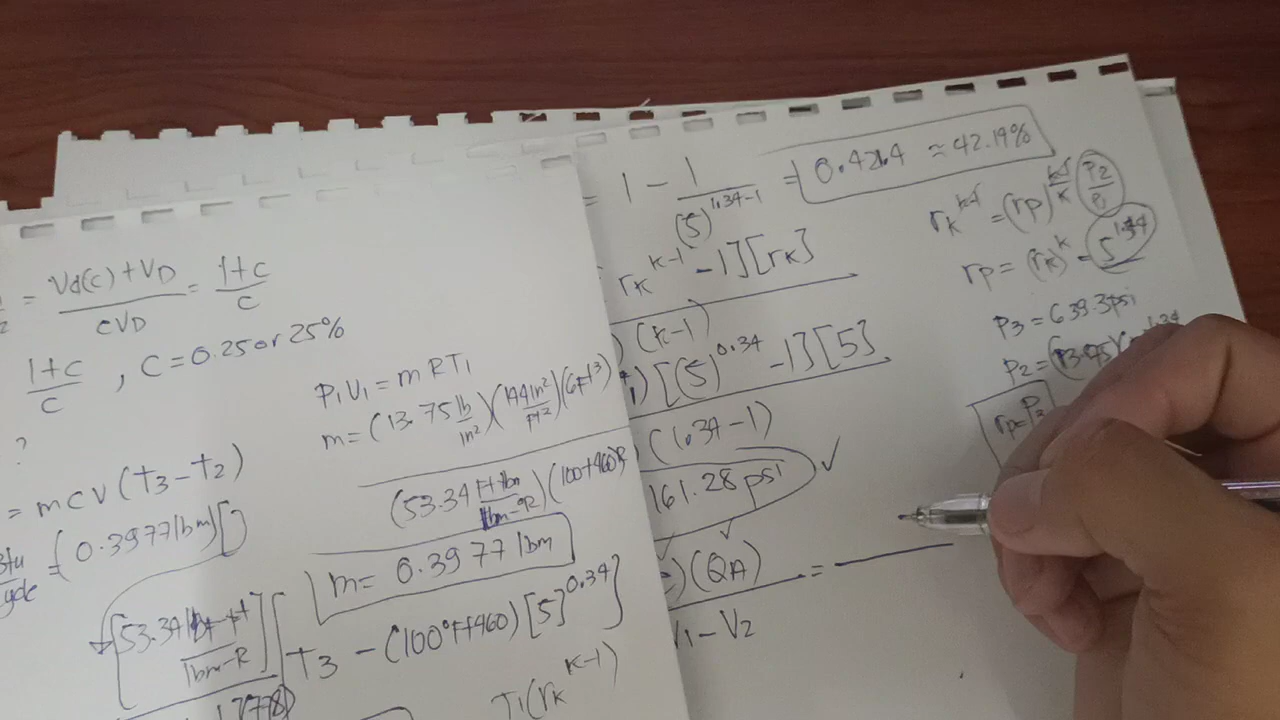 = Vd(c) + VD / cVD = 1+c / c
1+c / c , C = 0.25 or 25%
?
= mcv (t3 - t2)
(0.3977 lbm) [
lbm-R
P1V1 = mRT1
m = (13.75 lb/in²)(144 in²/ft²)(6 ft³)
(53.34 ft-lbm / lbm-°R)(100+460)R
m = 0.3977 lbm
t3 - (100°f+460) [5]^0.34
T1(rk^k-1)
= 1 - 1 / (5)^1.34-1 = 0.4214 ≈ 42.14%
rk^k-1 - 1][rk]
(k-1)
[(5)^0.34 - 1][5]
(1.34-1)
161.28 psi ✓
)(QA) =
V1 - V2
rk^k-1 = (rp)^k-1/k P2
rp = (rk)^k = 5^1.34
P3 = 639.3 psi
P2 =
rp =